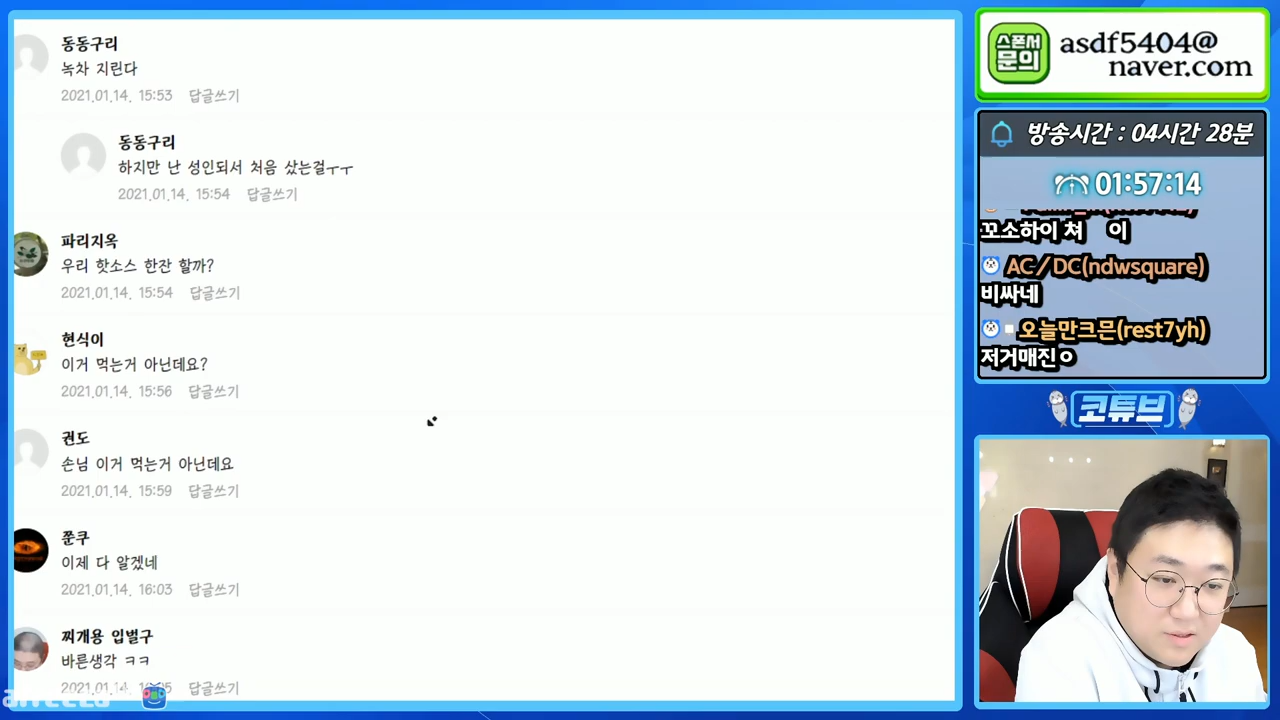 동동구리
녹차 지린다
2021.01.14. 15:53 답글쓰기
동동구리
하지만 난 성인되서 처음 샀는걸ㅜㅜ
2021.01.14. 15:54 답글쓰기
파리지옥
우리 핫소스 한잔 할까?
2021.01.14. 15:54 답글쓰기
현식이
이거 먹는거 아닌데요?
2021.01.14. 15:56 답글쓰기
권도
손님 이거 먹는거 아닌데요
2021.01.14. 15:59 답글쓰기
쭌쿠
이제 다 알겠네
2021.01.14. 16:03 답글쓰기
찌개용 입벌구
바른생각 ㅋㅋ
2021.01.14. 답글쓰기
스폰서
문의
asdf5404@
naver.com
방송시간 : 04시간 28분
01:57:14
꼬소하이 쳐 이
AC/DC(ndwsquare)
비싸네
오늘만크믄(rest7yh)
저거매진ㅇ
코튜브